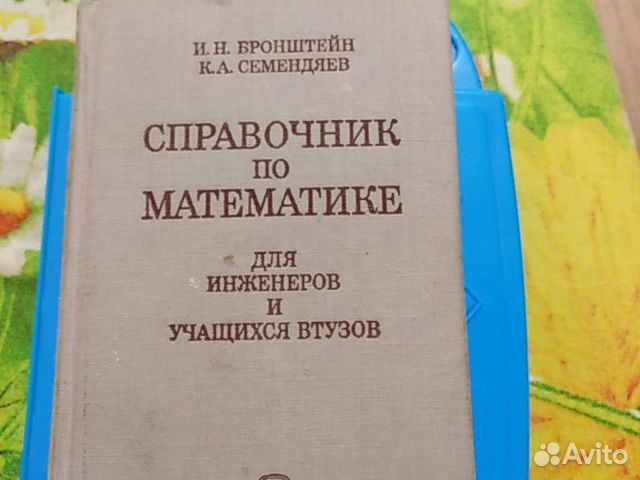 И. Н. БРОНШТЕЙН
К. А. СЕМЕНДЯЕВ
СПРАВОЧНИК
ПО
МАТЕМАТИКЕ
ДЛЯ
ИНЖЕНЕРОВ
И
УЧАЩИХСЯ ВТУЗОВ
Avito